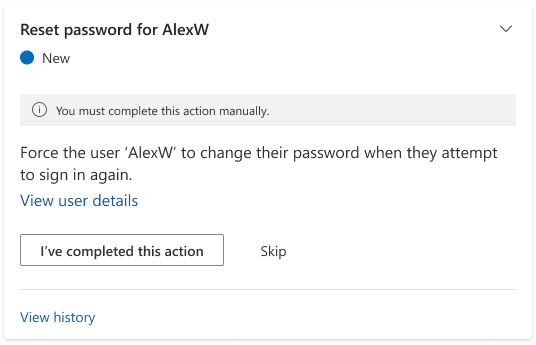 Reset password for AlexW
New
You must complete this action manually.
Force the user ‘AlexW’ to change their password when they attempt
to sign in again.
View user details
I’ve completed this action
Skip
View history